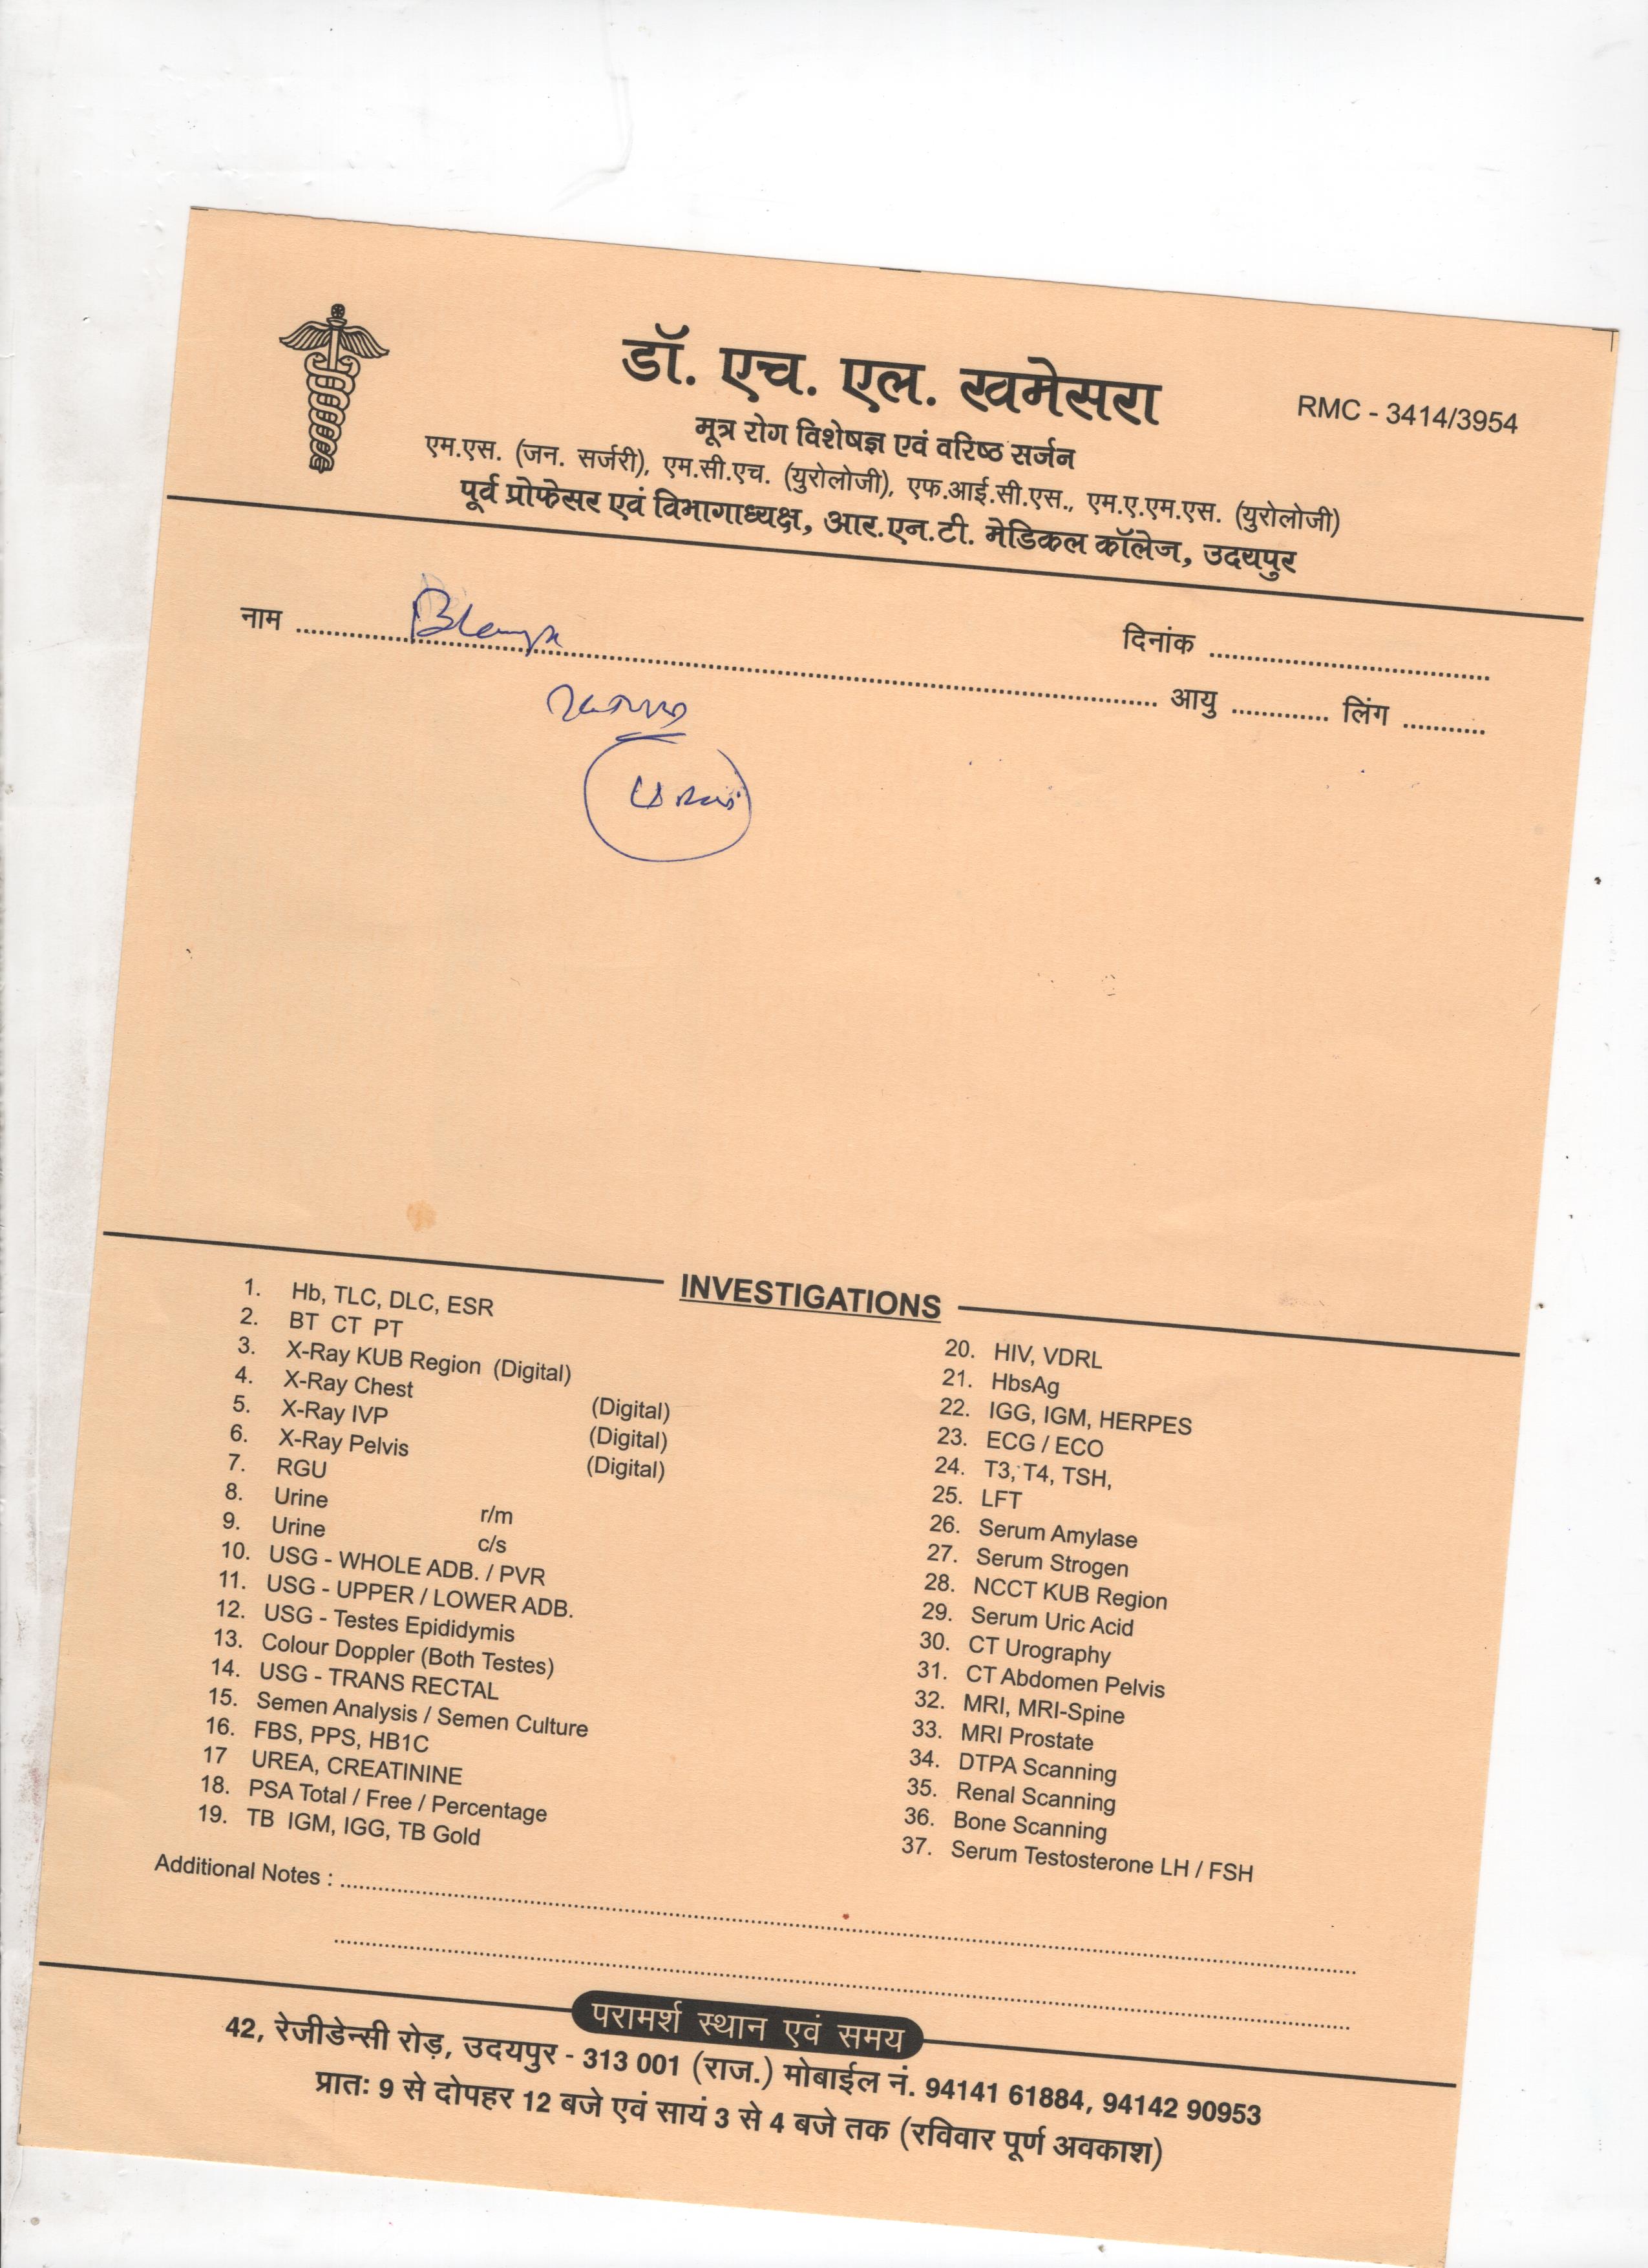 डॉ. एच. एल. खमेसरा
RMC - 3414/3954
मूत्र रोग विशेषज्ञ एवं वरिष्ठ सर्जन
एम.एस. (जन. सर्जरी), एम.सी.एच. (युरोलोजी), एफ.आई.सी.एस., एम.ए.एम.एस. (युरोलोजी)
पूर्व प्रोफेसर एवं विभागाध्यक्ष, आर.एन.टी. मेडिकल कॉलेज, उदयपुर
दिनांक
नाम
आयु लिंग
INVESTIGATIONS
1. Hb, TLC, DLC, ESR
2. BT CT PT
3. X-Ray KUB Region (Digital)
4. X-Ray Chest (Digital)
5. X-Ray IVP (Digital)
6. X-Ray Pelvis (Digital)
7. RGU
8. Urine r/m
9. Urine c/s
10. USG - WHOLE ADB. / PVR
11. USG - UPPER / LOWER ADB.
12. USG - Testes Epididymis
13. Colour Doppler (Both Testes)
14. USG - TRANS RECTAL
15. Semen Analysis / Semen Culture
16. FBS, PPS, HB1C
17 UREA, CREATININE
18. PSA Total / Free / Percentage
19. TB IGM, IGG, TB Gold
20. HIV, VDRL
21. HbsAg
22. IGG, IGM, HERPES
23. ECG / ECO
24. T3, T4, TSH,
25. LFT
26. Serum Amylase
27. Serum Strogen
28. NCCT KUB Region
29. Serum Uric Acid
30. CT Urography
31. CT Abdomen Pelvis
32. MRI, MRI-Spine
33. MRI Prostate
34. DTPA Scanning
35. Renal Scanning
36. Bone Scanning
37. Serum Testosterone LH / FSH
Additional Notes :
परामर्श स्थान एवं समय
42, रेजीडेन्सी रोड़, उदयपुर - 313 001 (राज.) मोबाईल नं. 94141 61884, 94142 90953
प्रातः 9 से दोपहर 12 बजे एवं सायं 3 से 4 बजे तक (रविवार पूर्ण अवकाश)